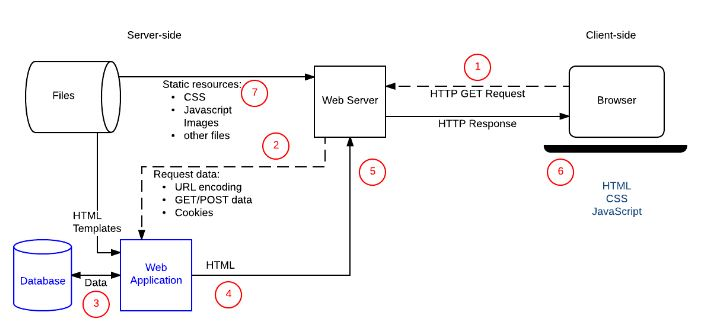 Server-side
Client-side
Files
Static resources:
• CSS
• Javascript
Images
• other files
7
Web Server
1
HTTP GET Request
HTTP Response
Browser
2
Request data:
• URL encoding
• GET/POST data
• Cookies
5
6
HTML
CSS
JavaScript
HTML
Templates
Database
Data
3
Web
Application
HTML
4